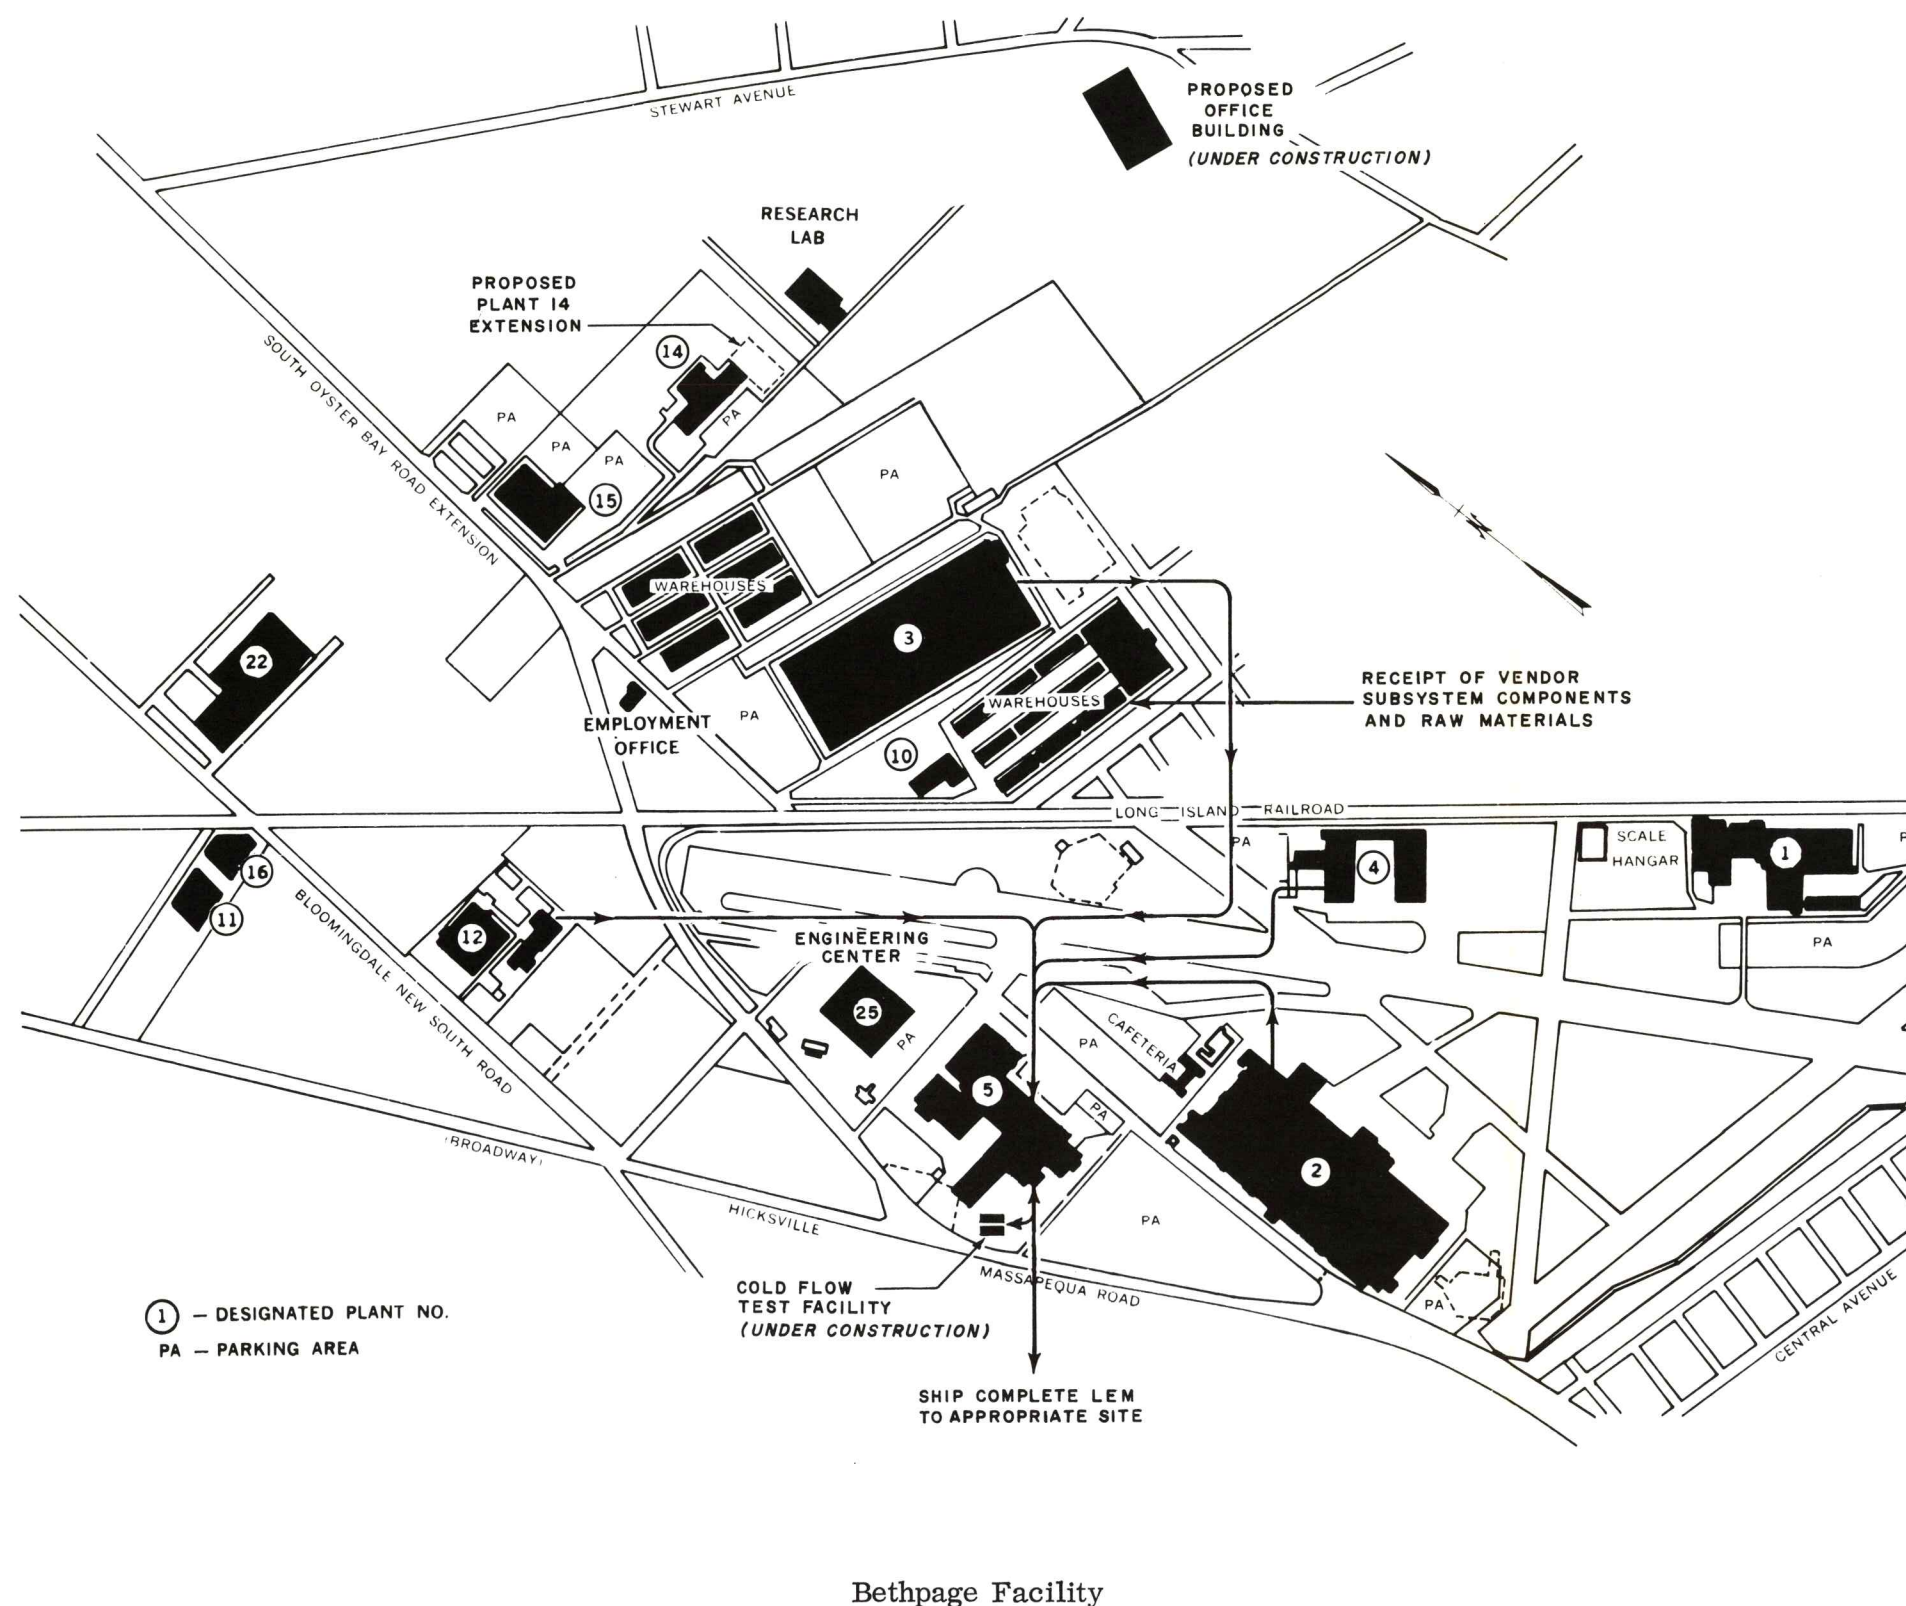 STEWART AVENUE
PROPOSED
OFFICE
BUILDING
(UNDER CONSTRUCTION)
RESEARCH
LAB
PROPOSED
PLANT 14
EXTENSION
14
SOUTH OYSTER BAY ROAD EXTENSION
PA
PA
PA
PA
15
PA
WAREHOUSES
3
22
EMPLOYMENT
OFFICE
PA
WAREHOUSES
10
N
RECEIPT OF VENDOR
SUBSYSTEM COMPONENTS
AND RAW MATERIALS
LONG ISLAND RAILROAD
PA
4
SCALE
HANGAR
1
P
PA
16
11
BLOOMINGDALE NEW SOUTH ROAD
12
ENGINEERING
CENTER
25
PA
CAFETERIA
PA
5
PA
2
BROADWAY
HICKSVILLE
PA
MASSAPEQUA ROAD
PA
CENTRAL AVENUE
COLD FLOW
TEST FACILITY
(UNDER CONSTRUCTION)
1 – DESIGNATED PLANT NO.
PA – PARKING AREA
SHIP COMPLETE LEM
TO APPROPRIATE SITE
Bethpage Facility